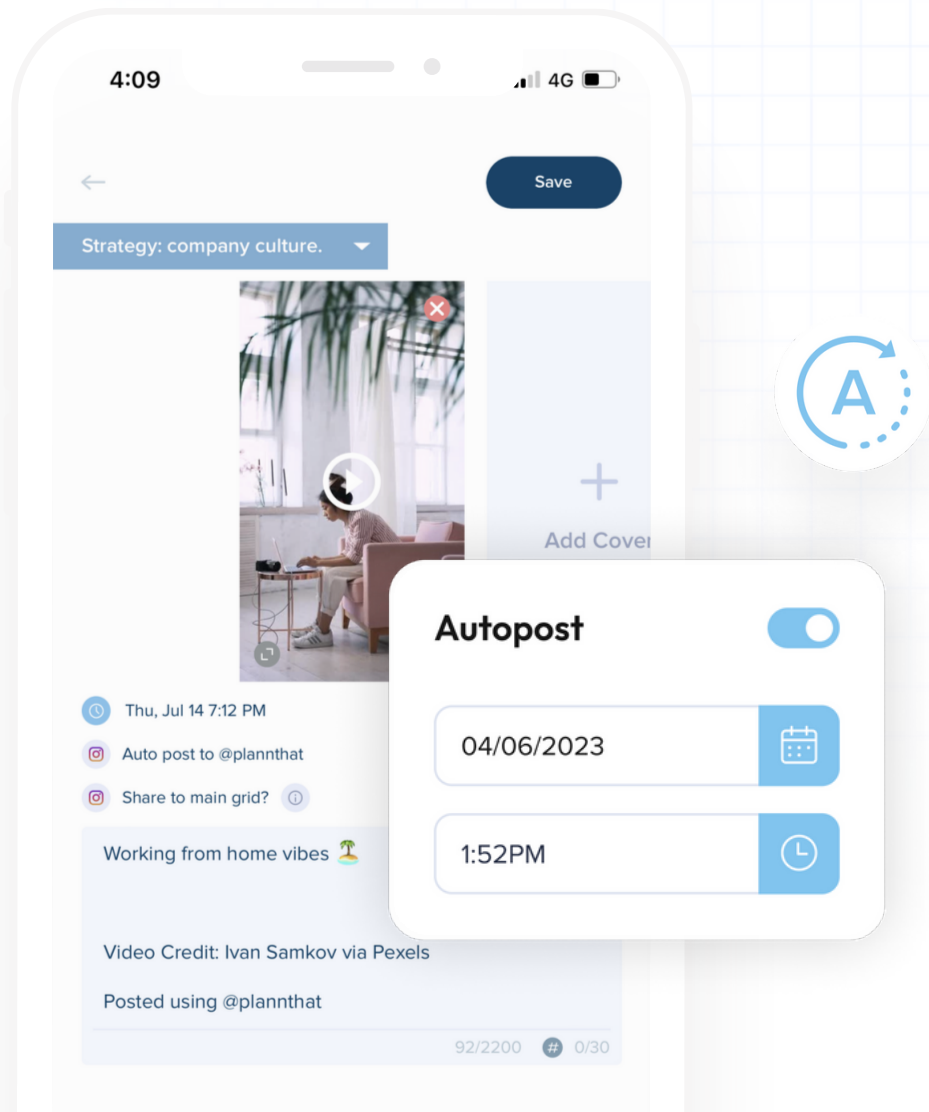 4:09
4G
Save
Strategy: company culture.
Add Cover
A
Autopost
04/06/2023
1:52PM
Thu, Jul 14 7:12 PM
Auto post to @plannthat
Share to main grid?
Working from home vibes 🏝️
Video Credit: Ivan Samkov via Pexels
Posted using @plannthat
92/2200 # 0/30